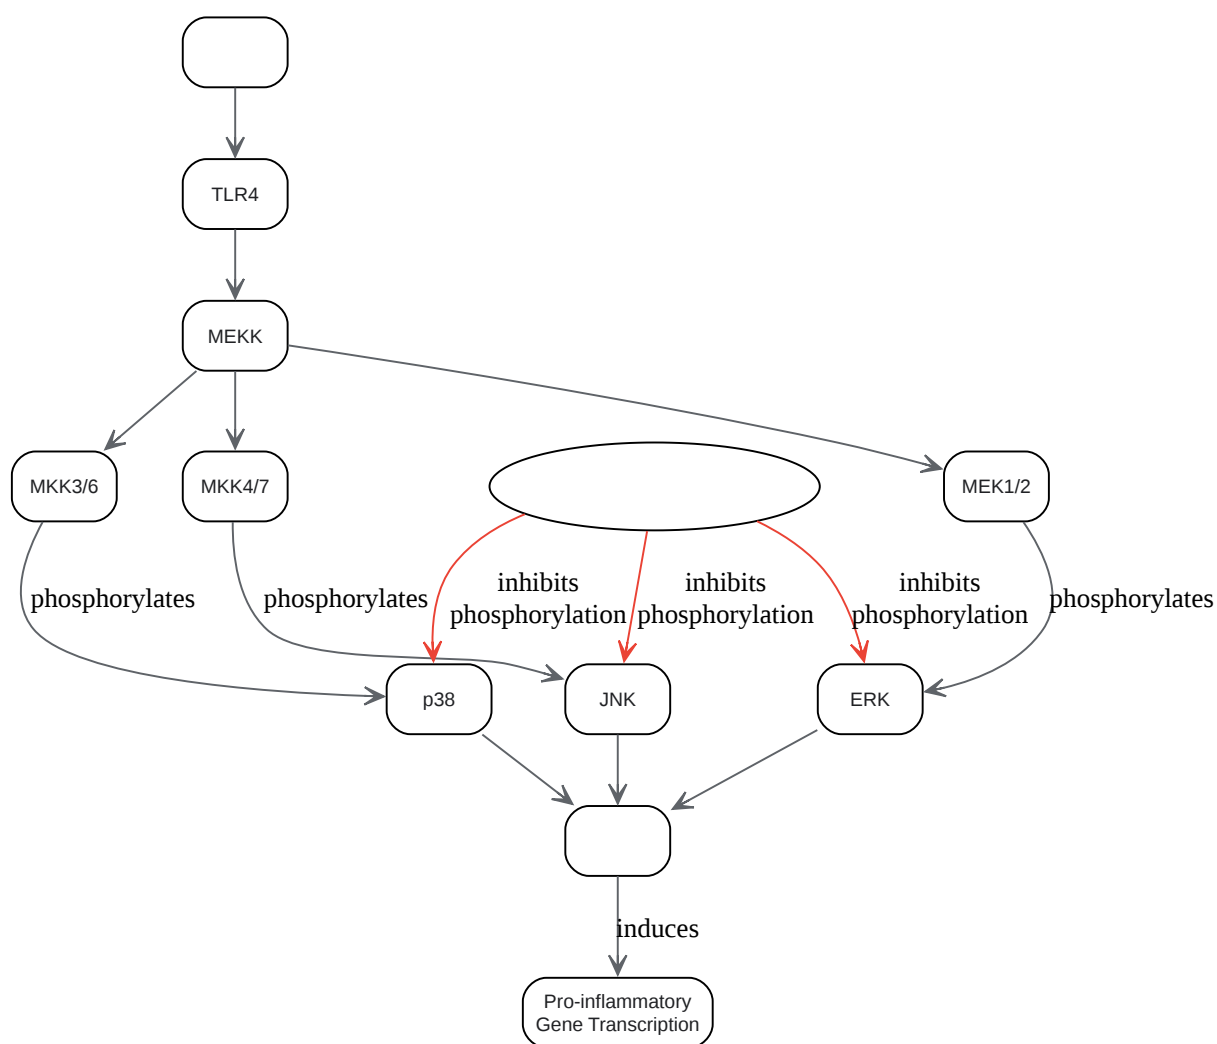 TLR4
MEKK
MKK3/6
MKK4/7
MEK1/2
phosphorylates
phosphorylates
inhibits
phosphorylation
inhibits
phosphorylation
inhibits
phosphorylation
phosphorylates
p38
JNK
ERK
induces
Pro-inflammatory
Gene Transcription